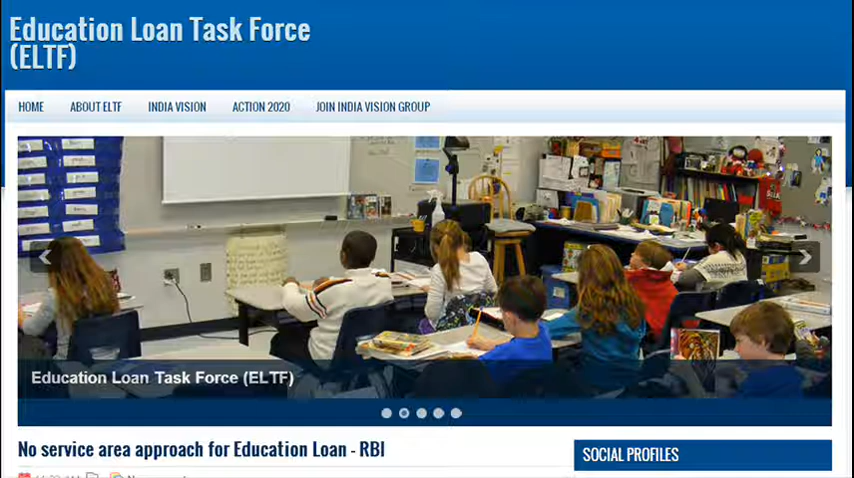 Education Loan Task Force
(ELTF)
HOME ABOUT ELTF INDIA VISION ACTION 2020 JOIN INDIA VISION GROUP
Education Loan Task Force (ELTF)
No service area approach for Education Loan - RBI
SOCIAL PROFILES